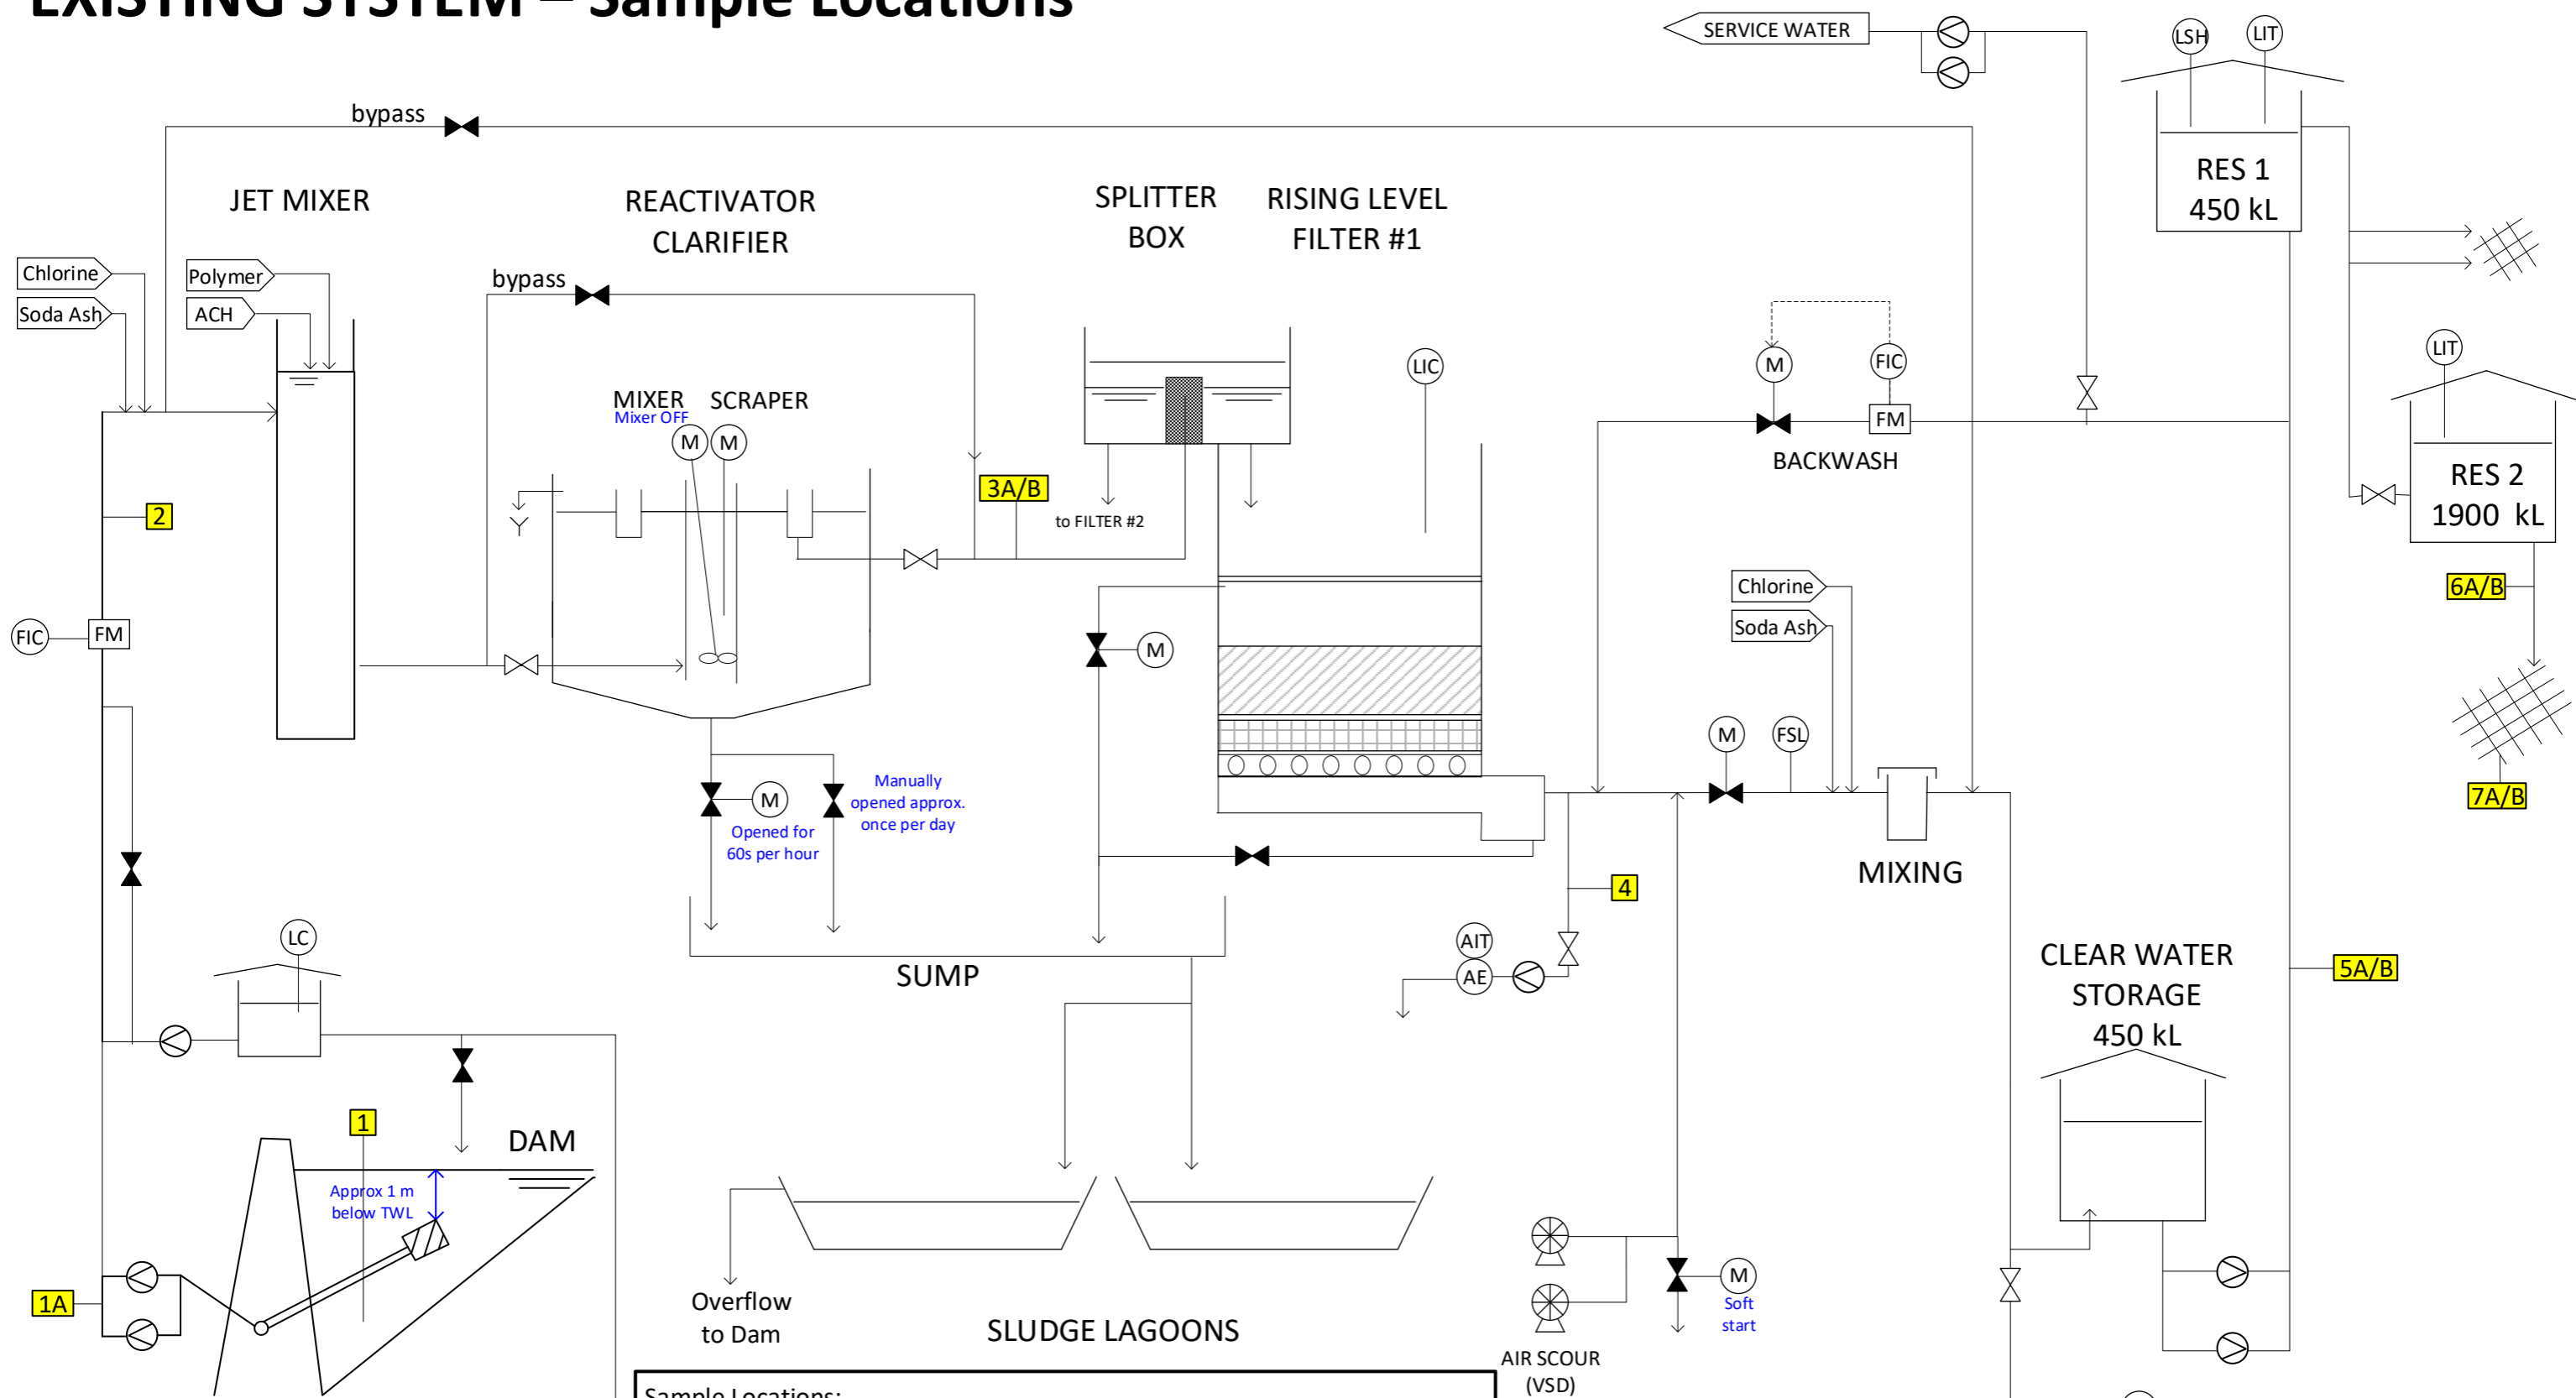 EXISTING SYSTEM – Sample Locations
SERVICE WATER
LSH
LIT
bypass
RES 1
450 kL
JET MIXER
REACTIVATOR
CLARIFIER
SPLITTER
BOX
RISING LEVEL
FILTER #1
Chlorine
Soda Ash
Polymer
ACH
bypass
LIC
M
FIC
FM
BACKWASH
LIT
RES 2
1900 kL
MIXER
Mixer OFF
SCRAPER
M
M
3A/B
to FILTER #2
2
FIC
FM
M
Chlorine
Soda Ash
6A/B
7A/B
M
FSL
M
Opened for
60s per hour
Manually
opened approx.
once per day
MIXING
4
AIT
AE
LC
SUMP
CLEAR WATER
STORAGE
450 kL
5A/B
1
DAM
Approx 1 m
below TWL
1A
Overflow
to Dam
SLUDGE LAGOONS
M
Soft
start
AIR SCOUR
(VSD)
Sample Locations: